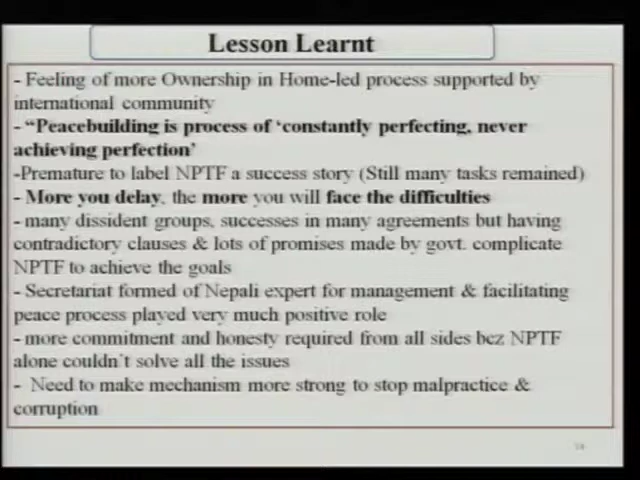 Lesson Learnt
- Feeling of more Ownership in Home-led process supported by
international community
- “Peacebuilding is process of ‘constantly perfecting, never
achieving perfection’
-Premature to label NPTF a success story (Still many tasks remained)
- More you delay, the more you will face the difficulties
- many dissident groups, successes in many agreements but having
contradictory clauses & lots of promises made by govt. complicate
NPTF to achieve the goals
- Secretariat formed of Nepali expert for management & facilitating
peace process played very much positive role
- more commitment and honesty required from all sides bcz NPTF
alone couldn’t solve all the issues
- Need to make mechanism more strong to stop malpractice &
corruption